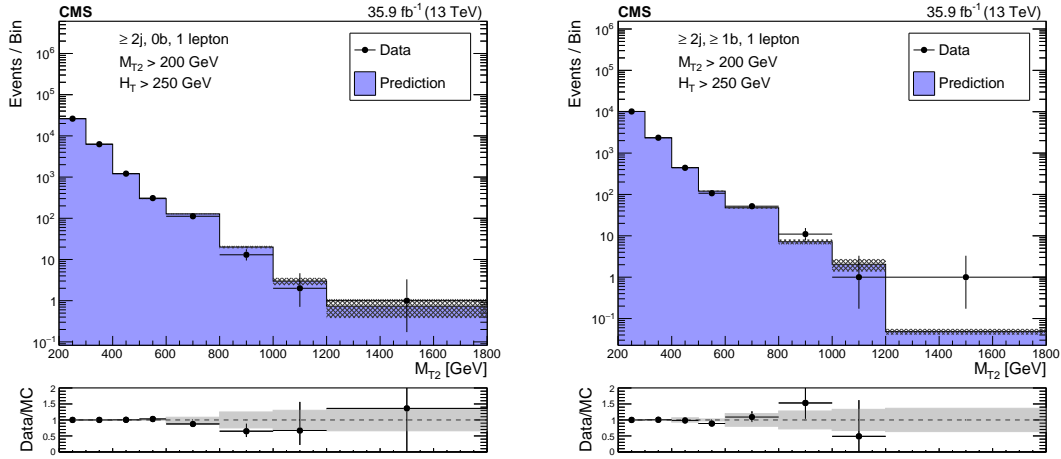 CMS 35.9 fb⁻¹ (13 TeV)
Events / Bin
10⁶
10⁵
10⁴
10³
10²
10
1
10⁻¹
≥ 2j, 0b, 1 lepton
M_T2 > 200 GeV
H_T > 250 GeV
Data
Prediction
200 400 600 800 1000 1200 1400 1600 1800
M_T2 [GeV]
Data/MC
2
1.5
1
0.5
0
CMS 35.9 fb⁻¹ (13 TeV)
Events / Bin
10⁶
10⁵
10⁴
10³
10²
10
1
10⁻¹
≥ 2j, ≥ 1b, 1 lepton
M_T2 > 200 GeV
H_T > 250 GeV
Data
Prediction
200 400 600 800 1000 1200 1400 1600 1800
M_T2 [GeV]
Data/MC
2
1.5
1
0.5
0